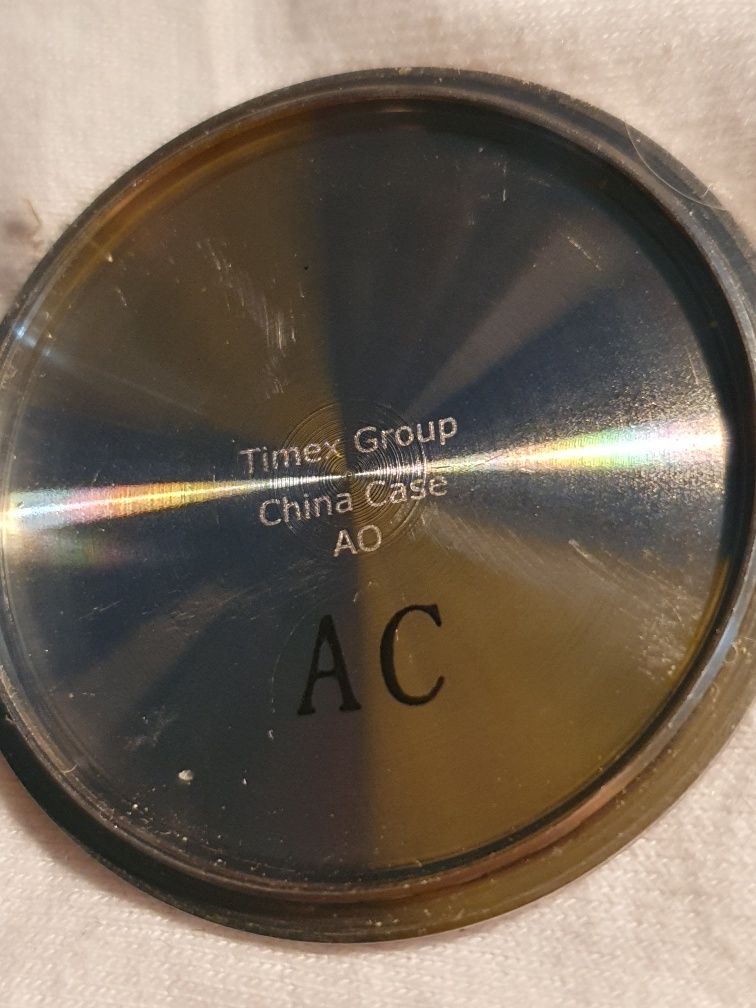 Timex Group
China Case
AO
AC